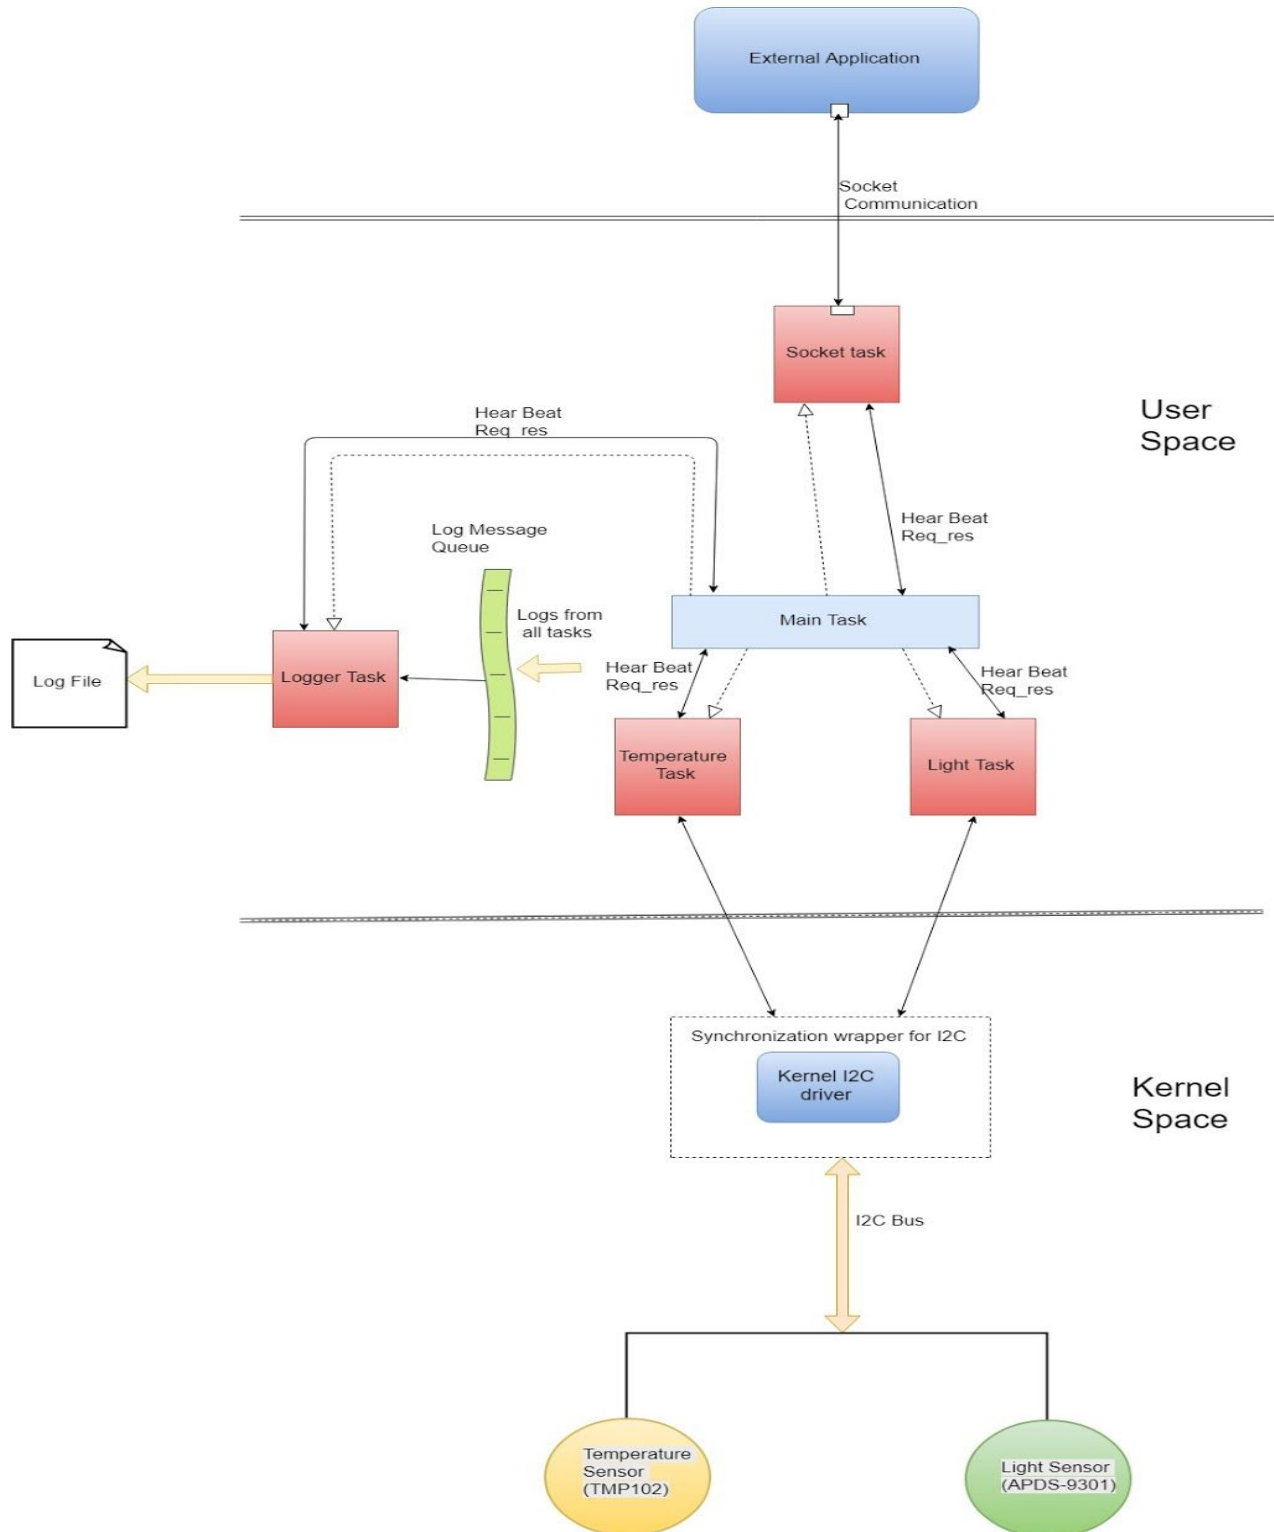 External Application
Socket
Communication
Socket task
User
Space
Hear Beat
Req_res
Hear Beat
Req_res
Log Message
Queue
Logs from
all tasks
Main Task
Log File
Logger Task
Hear Beat
Req_res
Hear Beat
Req_res
Temperature
Task
Light Task
Synchronization wrapper for I2C
Kernel I2C
driver
Kernel
Space
I2C Bus
Temperature
Sensor
(TMP102)
Light Sensor
(APDS-9301)